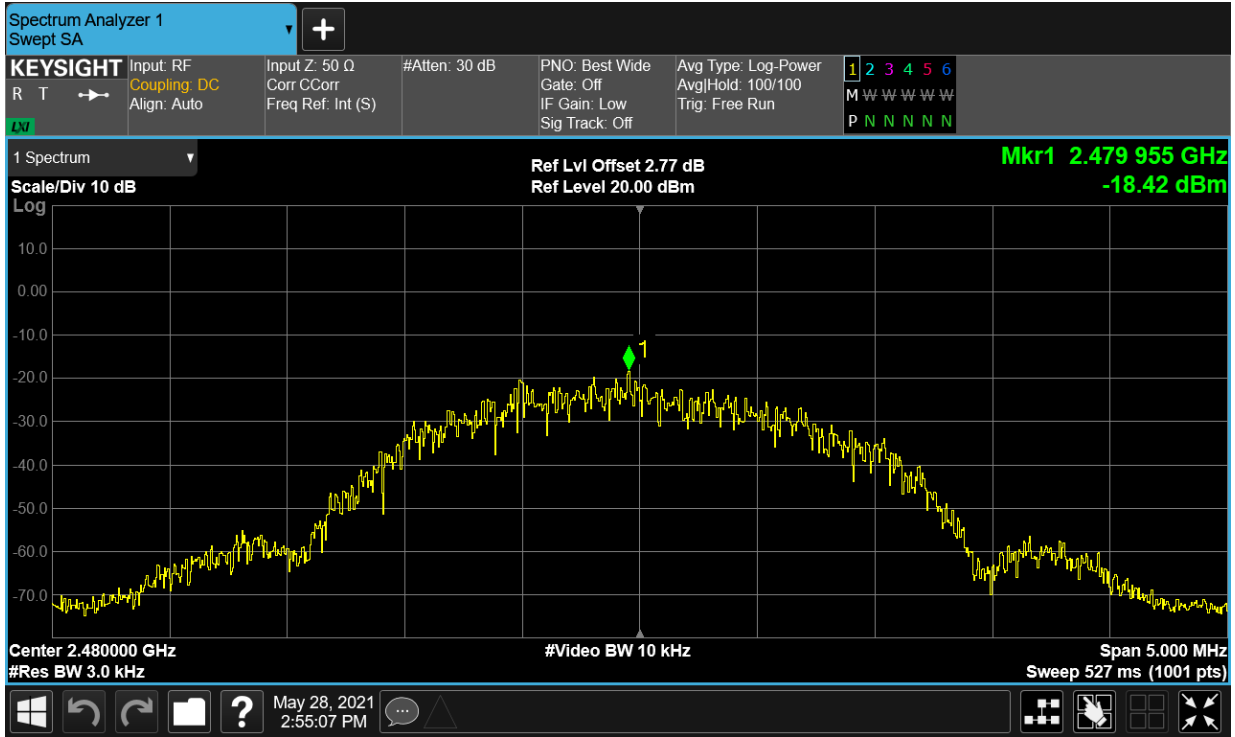 Spectrum Analyzer 1
Swept SA
+
KEYSIGHT
R T
LXI
Input: RF
Coupling: DC
Align: Auto
Input Z: 50 Ω
Corr CCorr
Freq Ref: Int (S)
#Atten: 30 dB
PNO: Best Wide
Gate: Off
IF Gain: Low
Sig Track: Off
Avg Type: Log-Power
Avg|Hold: 100/100
Trig: Free Run
1 2 3 4 5 6
M W W W W W
P N N N N N
1 Spectrum
Scale/Div 10 dB
Log
Ref Lvl Offset 2.77 dB
Ref Level 20.00 dBm
Mkr1 2.479 955 GHz
-18.42 dBm
10.0
0.00
-10.0
1
-20.0
-30.0
-40.0
-50.0
-60.0
-70.0
Center 2.480000 GHz
#Video BW 10 kHz
Span 5.000 MHz
#Res BW 3.0 kHz
Sweep 527 ms (1001 pts)
?
May 28, 2021
2:55:07 PM